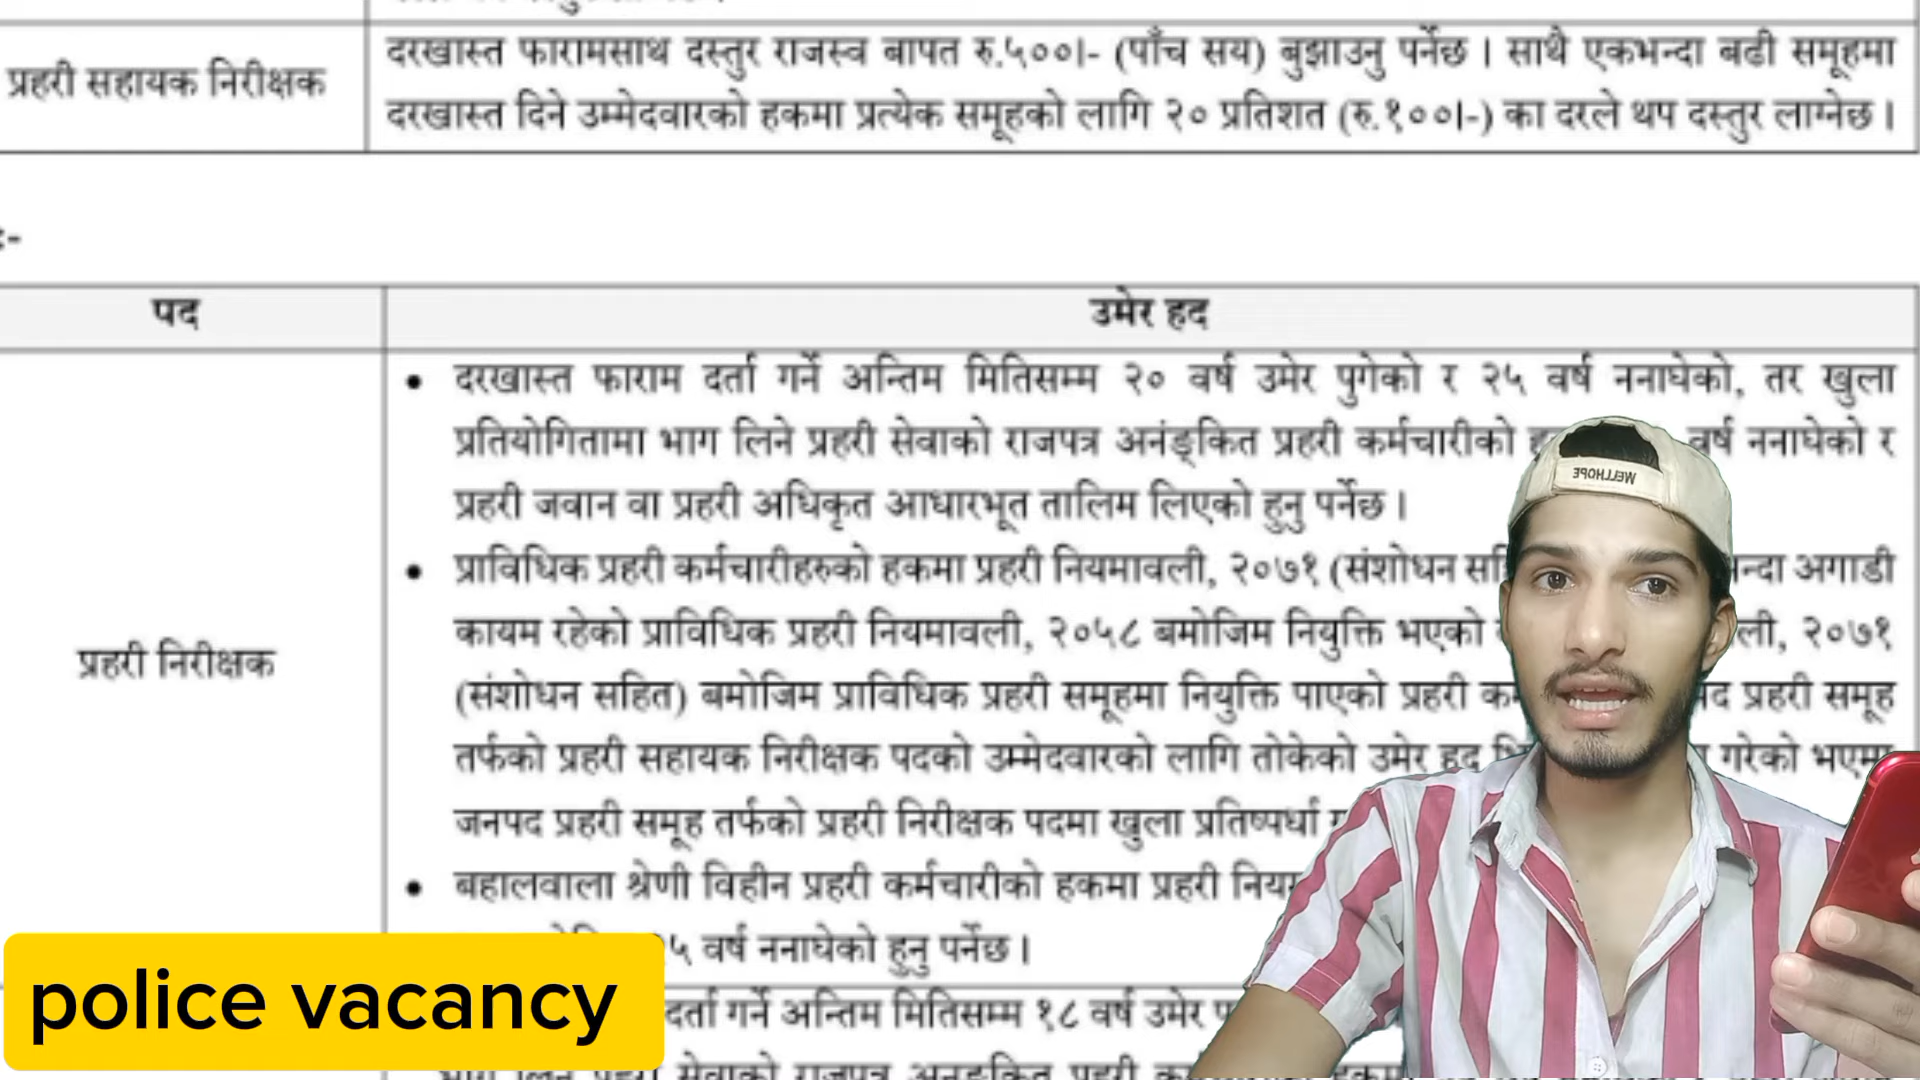 प्रहरी सहायक निरीक्षक
दरखास्त फारामसाथ दस्तुर राजस्व बापत रु.५००।- (पाँच सय) बुझाउनु पर्नेछ । साथै एकभन्दा बढी समूहमा
दरखास्त दिने उम्मेदवारको हकमा प्रत्येक समूहको लागि २० प्रतिशत (रु.१००।-) का दरले थप दस्तुर लाग्नेछ ।
:-
पद
उमेर हद
प्रहरी निरीक्षक
• दरखास्त फाराम दर्ता गर्ने अन्तिम मितिसम्म २० वर्ष उमेर पुगेको र २५ वर्ष ननाघेको, तर खुला
प्रतियोगितामा भाग लिने प्रहरी सेवाको राजपत्र अनंङ्कित प्रहरी कर्मचारीको वर्ष ननाघेको र
प्रहरी जवान वा प्रहरी अधिकृत आधारभूत तालिम लिएको हुनु पर्नेछ ।
• प्राविधिक प्रहरी कर्मचारीहरुको हकमा प्रहरी नियमावली, २०७१ (संशोधन अगाडी
कायम रहेको प्राविधिक प्रहरी नियमावली, २०५८ बमोजिम नियुक्ति भएको २०७१
(संशोधन सहित) बमोजिम प्राविधिक प्रहरी समूहमा नियुक्ति पाएको प्रहरी प्रहरी समूह
तर्फको प्रहरी सहायक निरीक्षक पदको उम्मेदवारको लागि तोकेको उमेर हद गरेको
जनपद प्रहरी समूह तर्फको प्रहरी निरीक्षक पदमा खुला प्रतिष्पर्धा
• बहालवाला श्रेणी विहीन प्रहरी कर्मचारीको हकमा प्रहरी
वर्ष ननाघेको हुनु पर्नेछ ।
दर्ता गर्ने अन्तिम मितिसम्म १८ वर्ष उमेर
सेवाको राजपत्र अनङ्कित प्रहरी
WELLHOPE
police vacancy